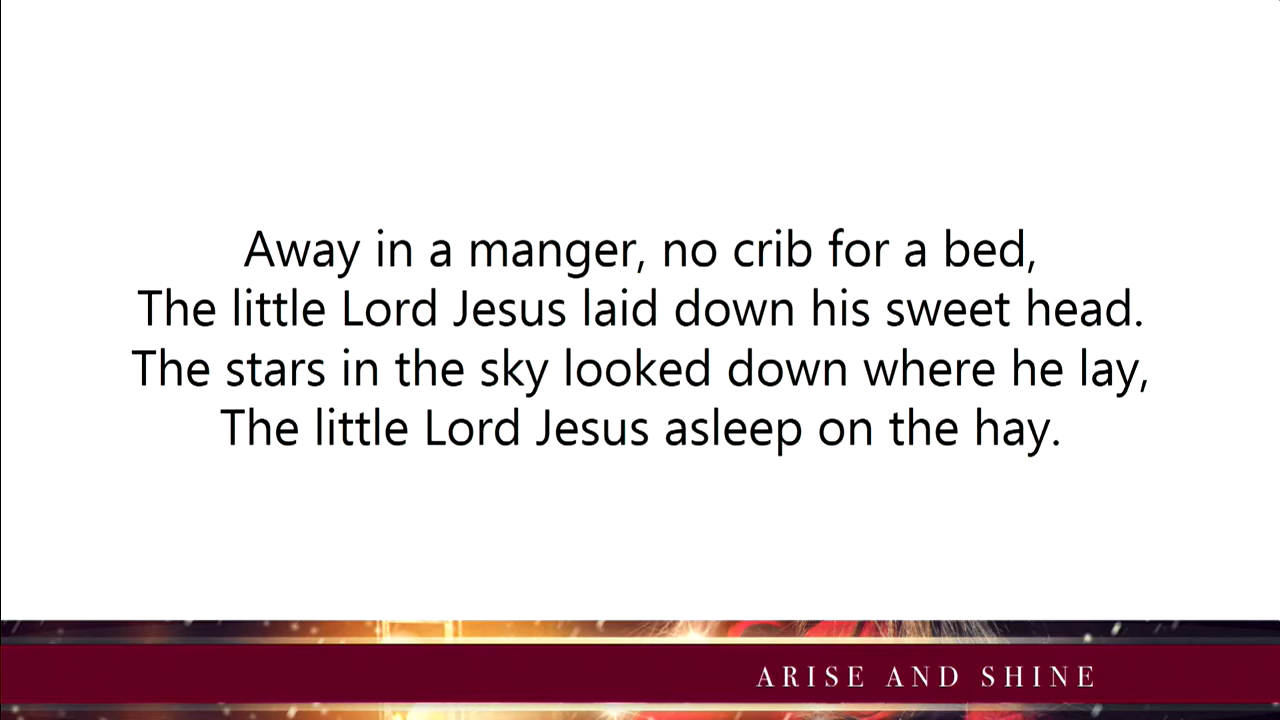 Away in a manger, no crib for a bed,
The little Lord Jesus laid down his sweet head.
The stars in the sky looked down where he lay,
The little Lord Jesus asleep on the hay.
ARISE AND SHINE